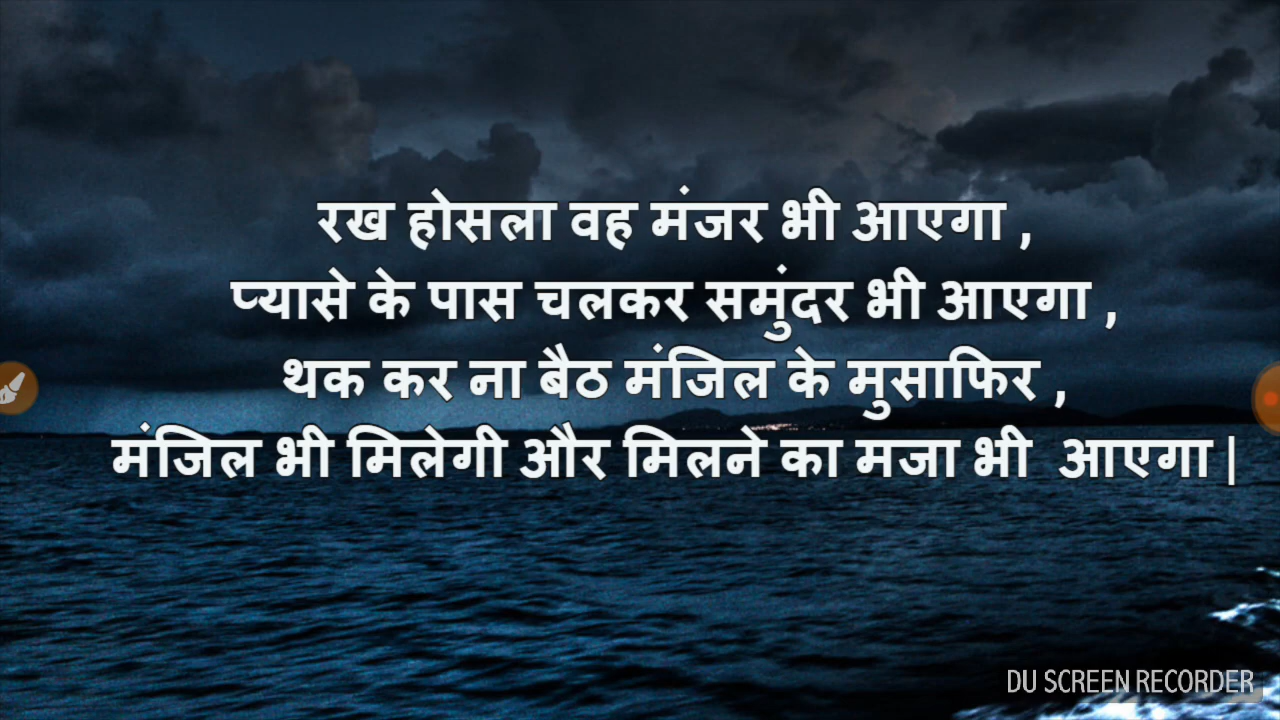 रख होसला वह मंजर भी आएगा ,
प्यासे के पास चलकर समुंदर भी आएगा ,
थक कर ना बैठ मंजिल के मुसाफिर ,
मंजिल भी मिलेगी और मिलने का मजा भी  आएगा |
DU SCREEN RECORDER